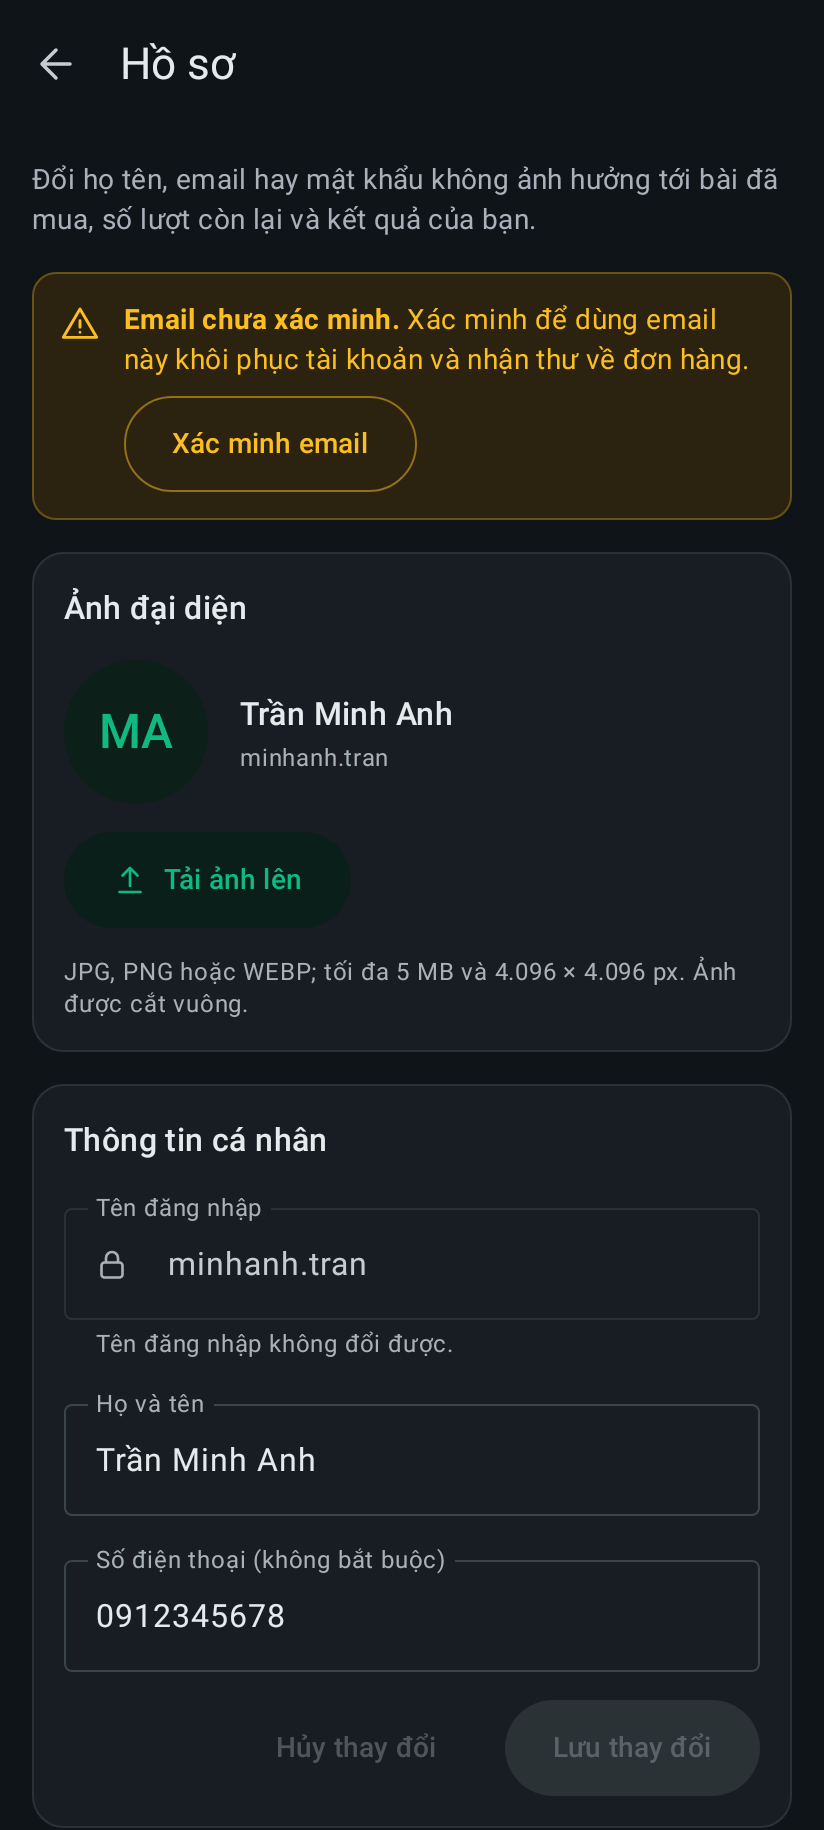 Hồ sơ
Đổi họ tên, email hay mật khẩu không ảnh hưởng tới bài đã
mua, số lượt còn lại và kết quả của bạn.
Email chưa xác minh. Xác minh để dùng email
này khôi phục tài khoản và nhận thư về đơn hàng.
Xác minh email
Ảnh đại diện
MA
Trần Minh Anh
minhanh.tran
Tải ảnh lên
JPG, PNG hoặc WEBP; tối đa 5 MB và 4.096 × 4.096 px. Ảnh
được cắt vuông.
Thông tin cá nhân
Tên đăng nhập
minhanh.tran
Tên đăng nhập không đổi được.
Họ và tên
Trần Minh Anh
Số điện thoại (không bắt buộc)
0912345678
Hủy thay đổi
Lưu thay đổi